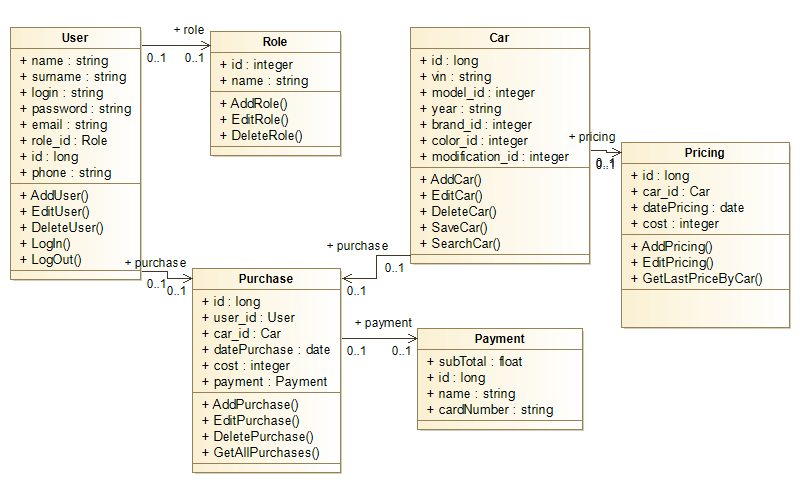 User
+ name : string
+ surname : string
+ login : string
+ password : string
+ email : string
+ role_id : Role
+ id : long
+ phone : string
+ AddUser()
+ EditUser()
+ DeleteUser()
+ LogIn()
+ LogOut()
+ role
0..1
0..1
Role
+ id : integer
+ name : string
+ AddRole()
+ EditRole()
+ DeleteRole()
Car
+ id : long
+ vin : string
+ model_id : integer
+ year : string
+ brand_id : integer
+ color_id : integer
+ modification_id : integer
+ AddCar()
+ EditCar()
+ DeleteCar()
+ SaveCar()
+ SearchCar()
+ pricing
0..1
Pricing
+ id : long
+ car_id : Car
+ datePricing : date
+ cost : integer
+ AddPricing()
+ EditPricing()
+ GetLastPriceByCar()
+ purchase
0..1
0..1
+ purchase
0..1
0..1
Purchase
+ id : long
+ user_id : User
+ car_id : Car
+ datePurchase : date
+ cost : integer
+ payment : Payment
+ AddPurchase()
+ EditPurchase()
+ DeletePurchase()
+ GetAllPurchases()
+ payment
0..1
0..1
Payment
+ subTotal : float
+ id : long
+ name : string
+ cardNumber : string